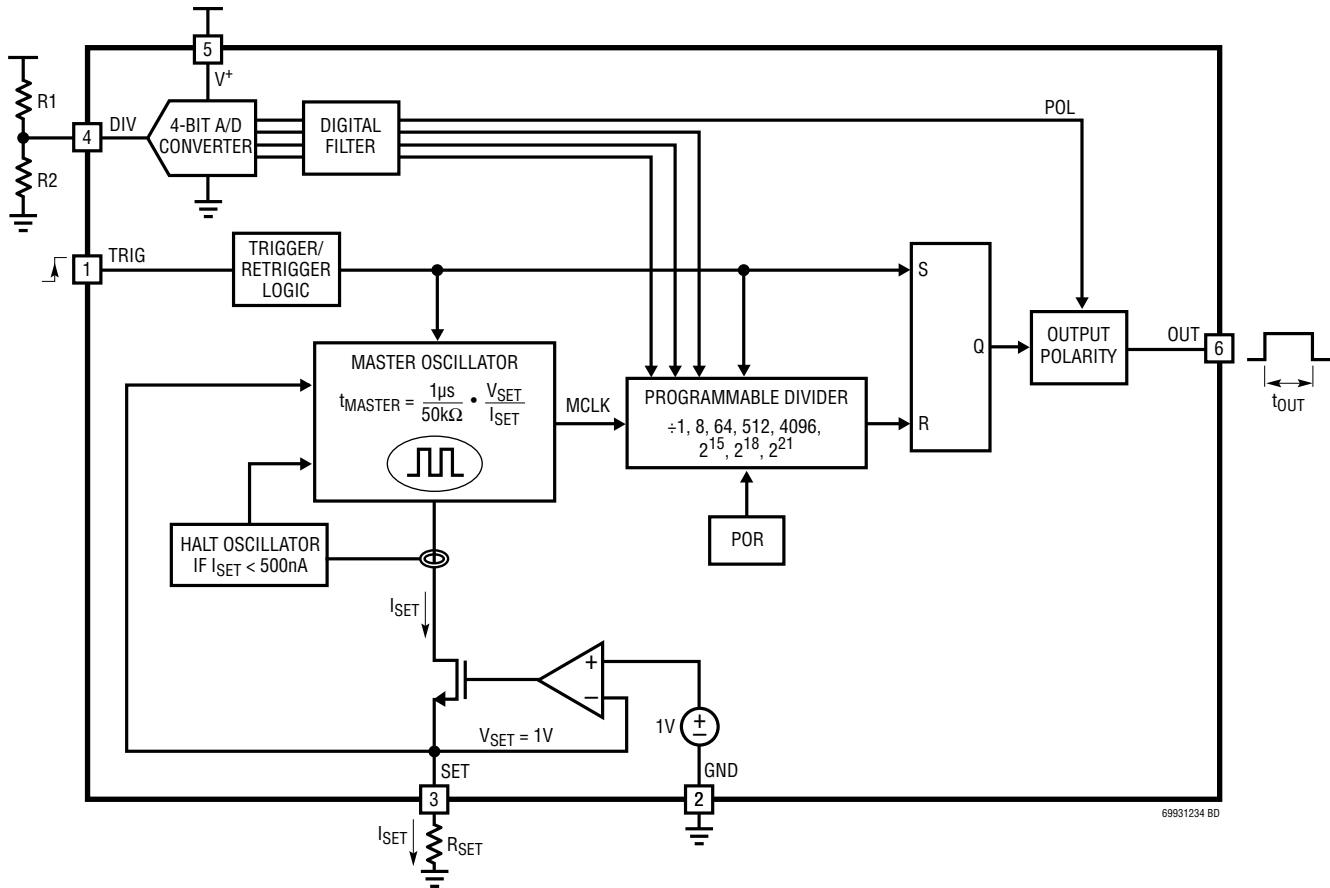 5
V+
R1
4
DIV
4-BIT A/D
CONVERTER
DIGITAL
FILTER
POL
R2
1
TRIG
TRIGGER/
RETRIGGER
LOGIC
S
Q
R
OUTPUT
POLARITY
OUT
6
tOUT
MASTER OSCILLATOR
tMASTER = 1µs/50kΩ • VSET/ISET
MCLK
PROGRAMMABLE DIVIDER
÷1, 8, 64, 512, 4096,
2^15, 2^18, 2^21
POR
HALT OSCILLATOR
IF ISET < 500nA
ISET
+
−
1V
+
−
VSET = 1V
SET
GND
3
2
ISET
RSET
69931234 BD